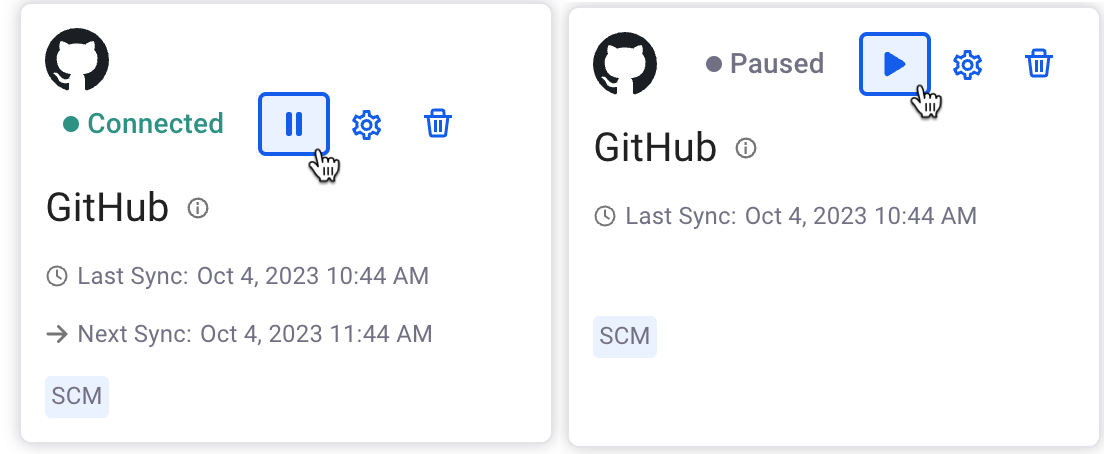 Connected
GitHub
Last Sync: Oct 4, 2023 10:44 AM
Next Sync: Oct 4, 2023 11:44 AM
SCM
Paused
GitHub
Last Sync: Oct 4, 2023 10:44 AM
SCM